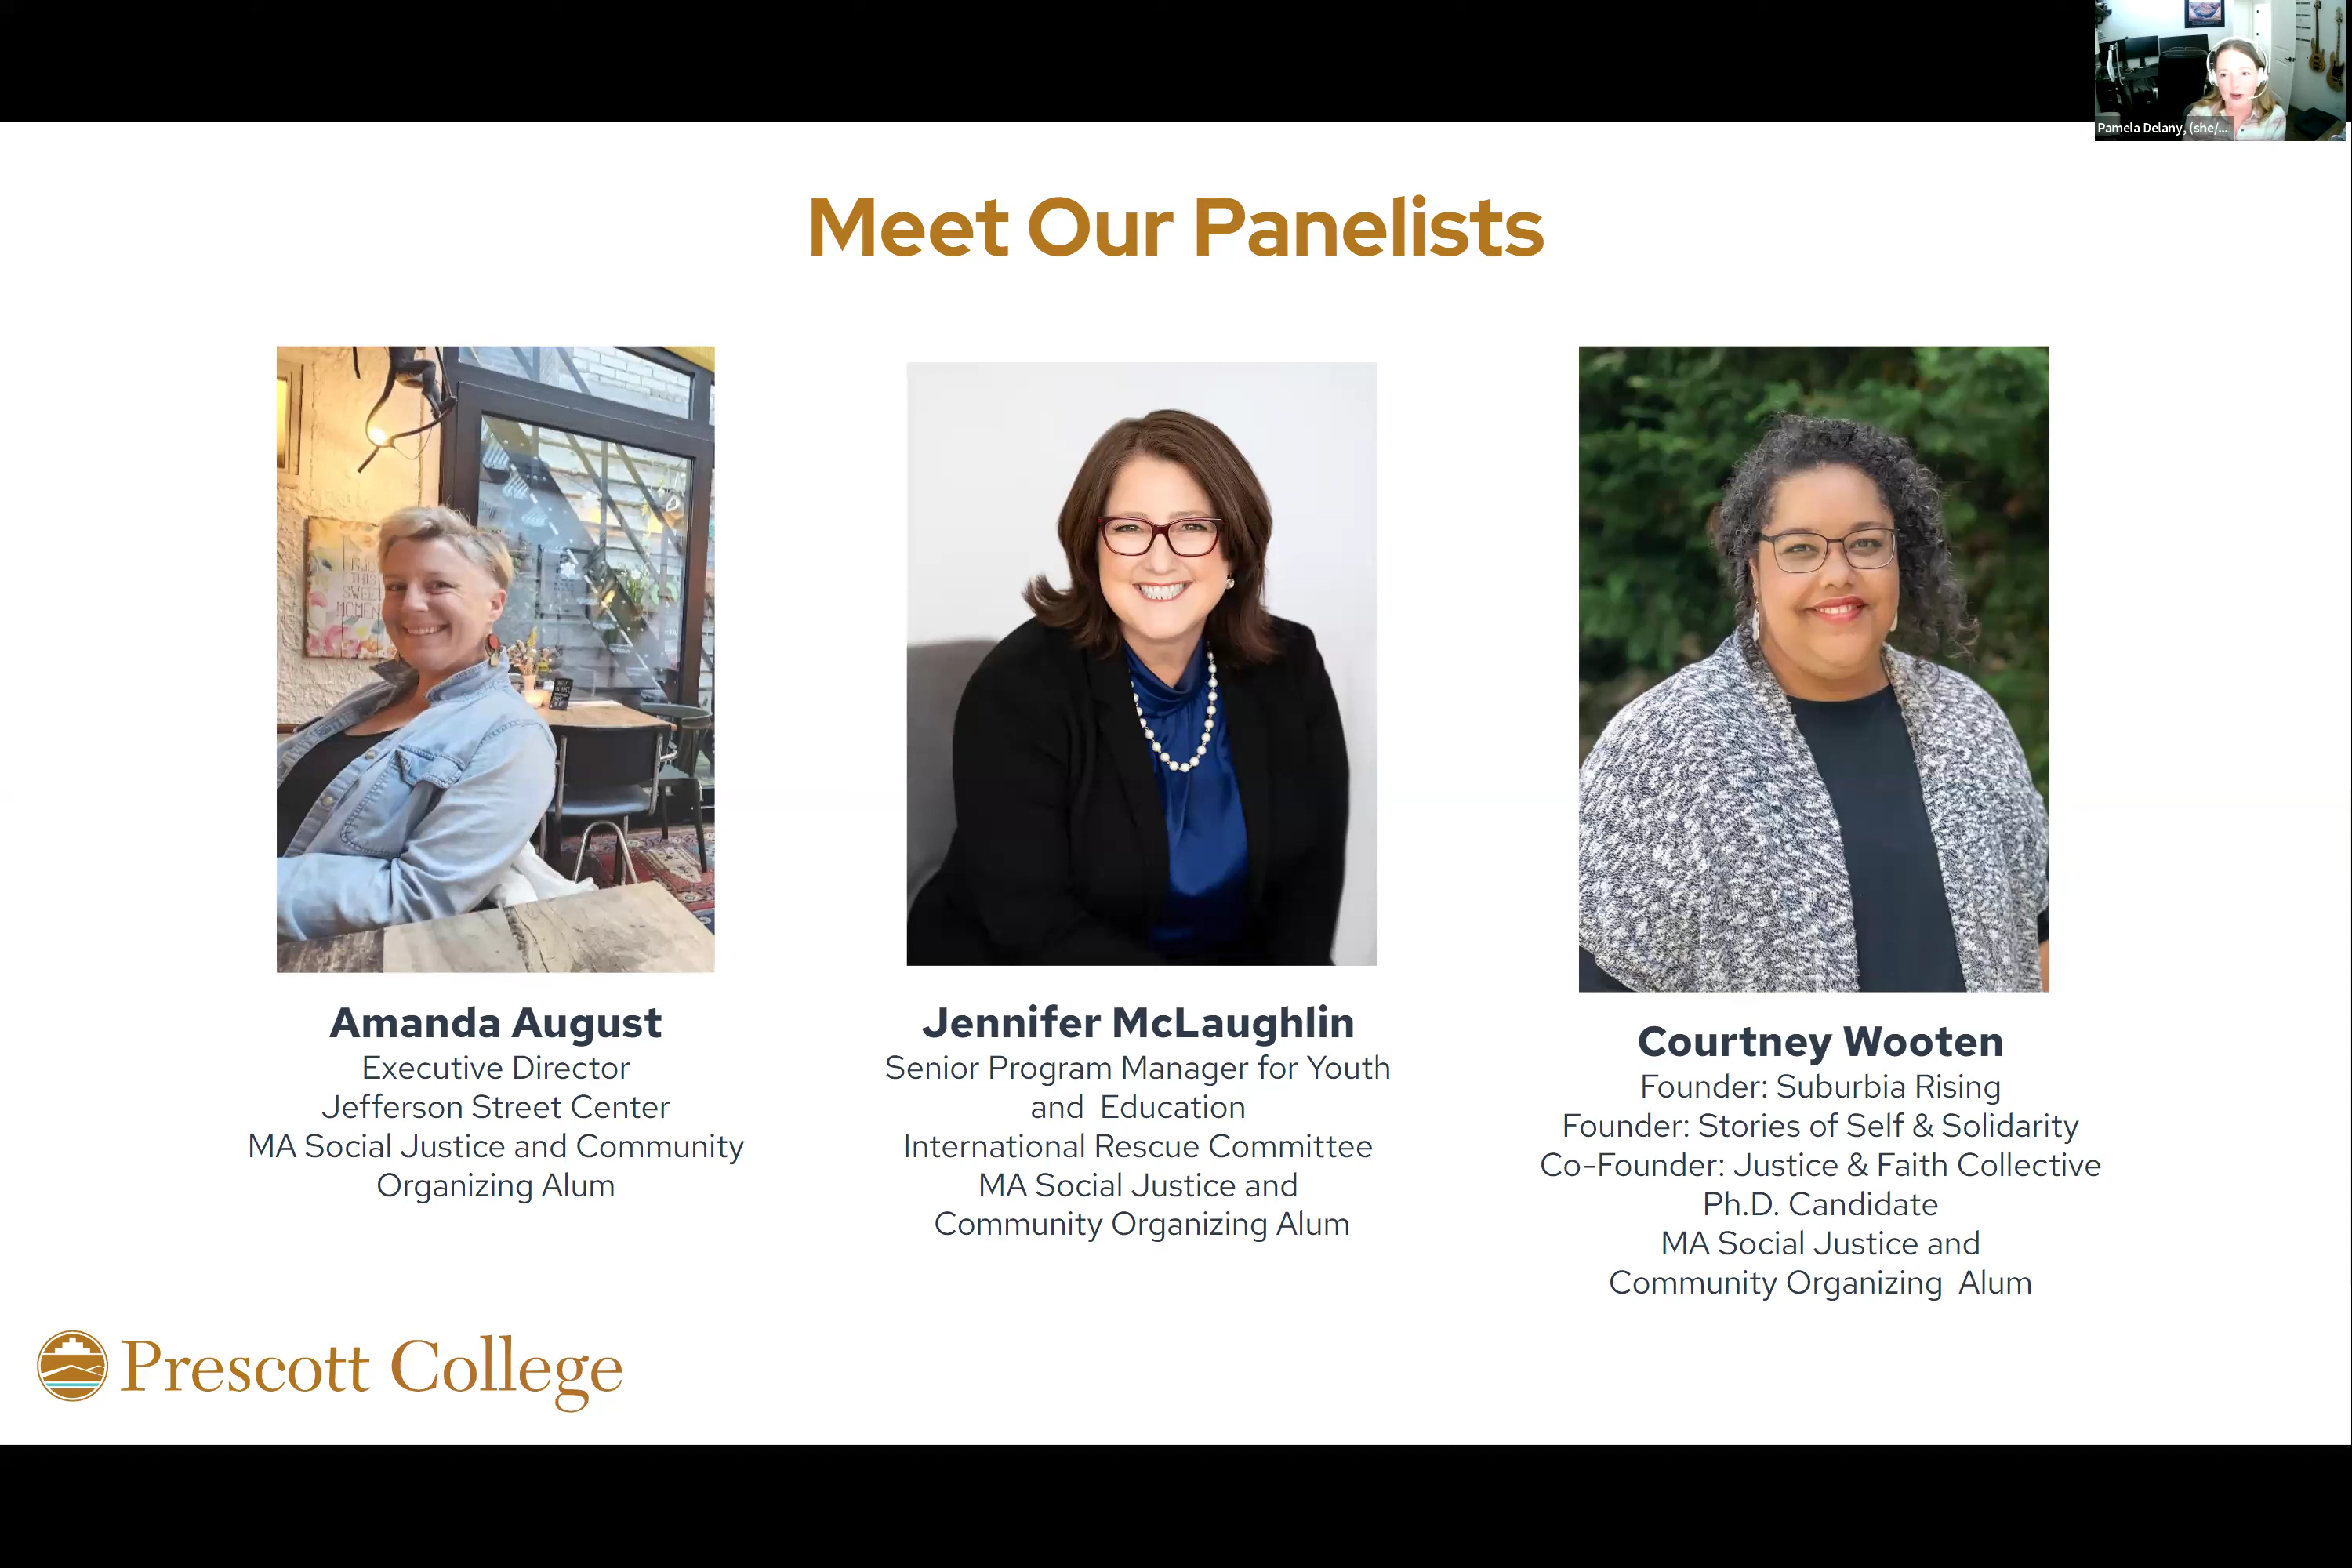 Pamela Delany, (she/...
Meet Our Panelists
THIS
SWEET
Amanda August
Executive Director
Jefferson Street Center
MA Social Justice and Community
Organizing Alum
Jennifer McLaughlin
Senior Program Manager for Youth
and  Education
International Rescue Committee
MA Social Justice and
Community Organizing Alum
Courtney Wooten
Founder: Suburbia Rising
Founder: Stories of Self & Solidarity
Co-Founder: Justice & Faith Collective
Ph.D. Candidate
MA Social Justice and
Community Organizing  Alum
Prescott College